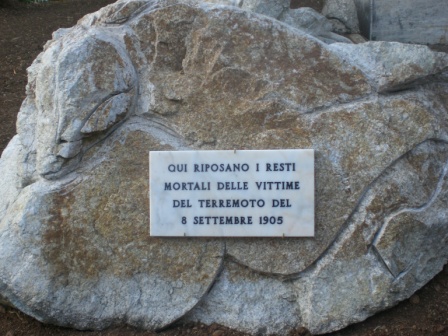 QUI RIPOSANO I RESTI
MORTALI DELLE VITTIME
DEL TERREMOTO DEL
8 SETTEMBRE 1905